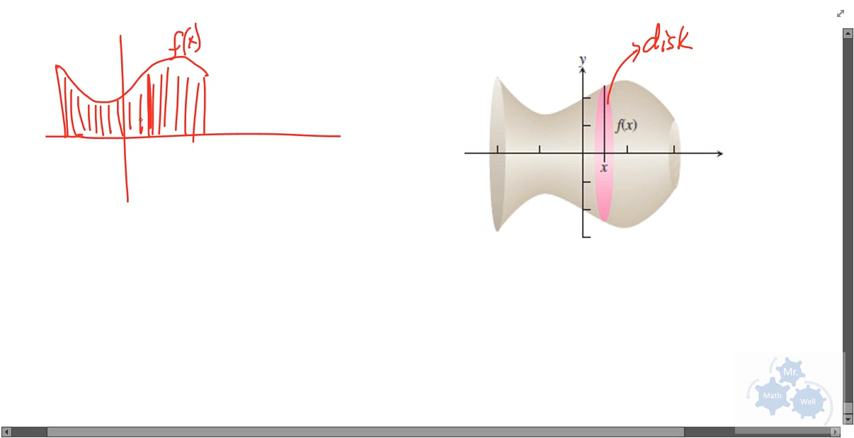 f(x)
disk
y
f(x)
x
Mr.
Math
Well